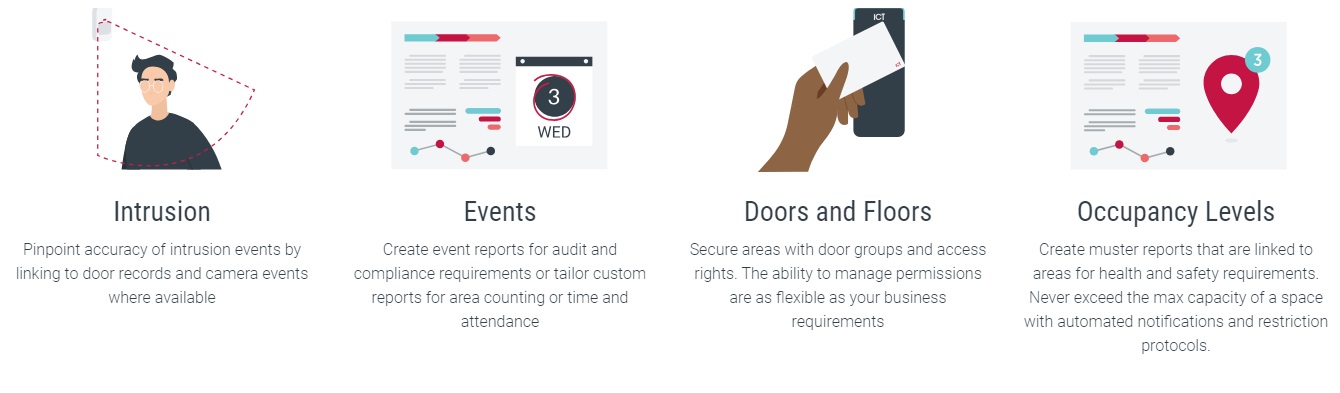 ICT
ICT
3
WED
3
Intrusion
Pinpoint accuracy of intrusion events by
linking to door records and camera events
where available
Events
Create event reports for audit and
compliance requirements or tailor custom
reports for area counting or time and
attendance
Doors and Floors
Secure areas with door groups and access
rights. The ability to manage permissions
are as flexible as your business
requirements
Occupancy Levels
Create muster reports that are linked to
areas for health and safety requirements.
Never exceed the max capacity of a space
with automated notifications and restriction
protocols.